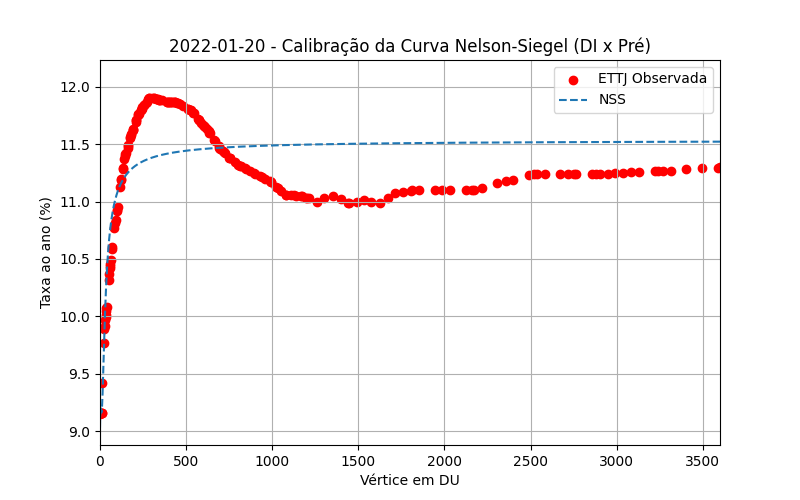 2022-01-20 - Calibração da Curva Nelson-Siegel (DI x Pré)
ETTJ Observada
NSS
Taxa ao ano (%)
12.0
11.5
11.0
10.5
10.0
9.5
9.0
0 500 1000 1500 2000 2500 3000 3500
Vértice em DU